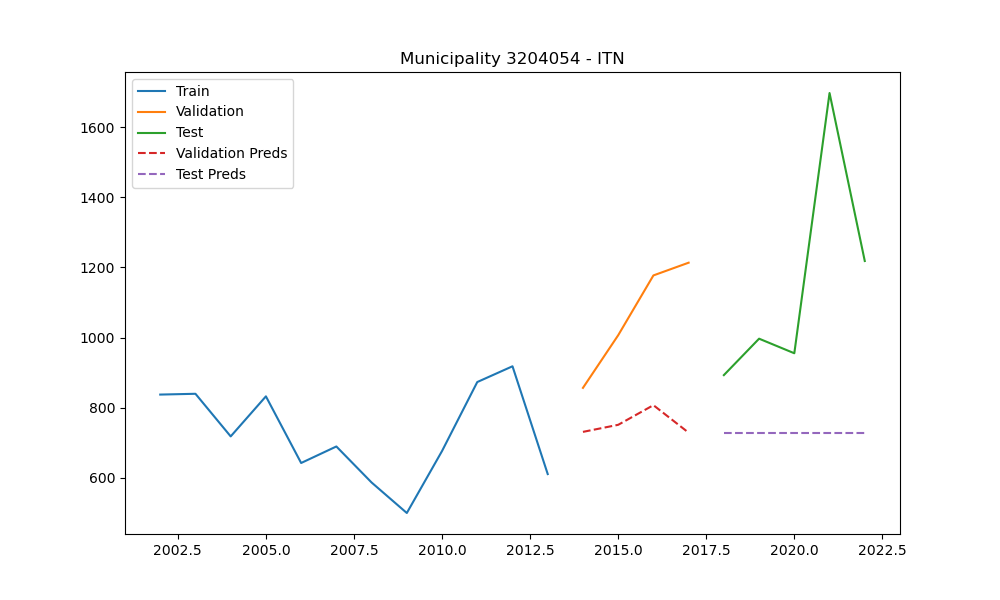 Municipality 3204054 - ITN
Train
Validation
Test
Validation Preds
Test Preds
1600
1400
1200
1000
800
600
2002.5 2005.0 2007.5 2010.0 2012.5 2015.0 2017.5 2020.0 2022.5